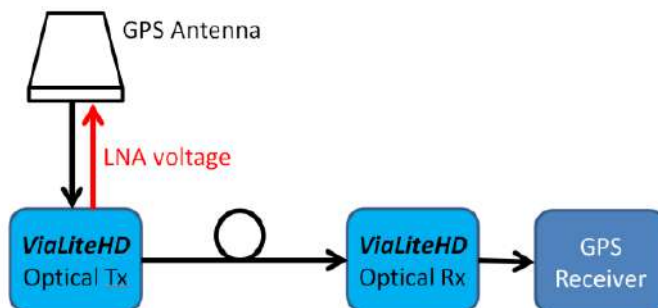 GPS Antenna
LNA voltage
ViaLiteHD
Optical Tx
ViaLiteHD
Optical Rx
GPS
Receiver